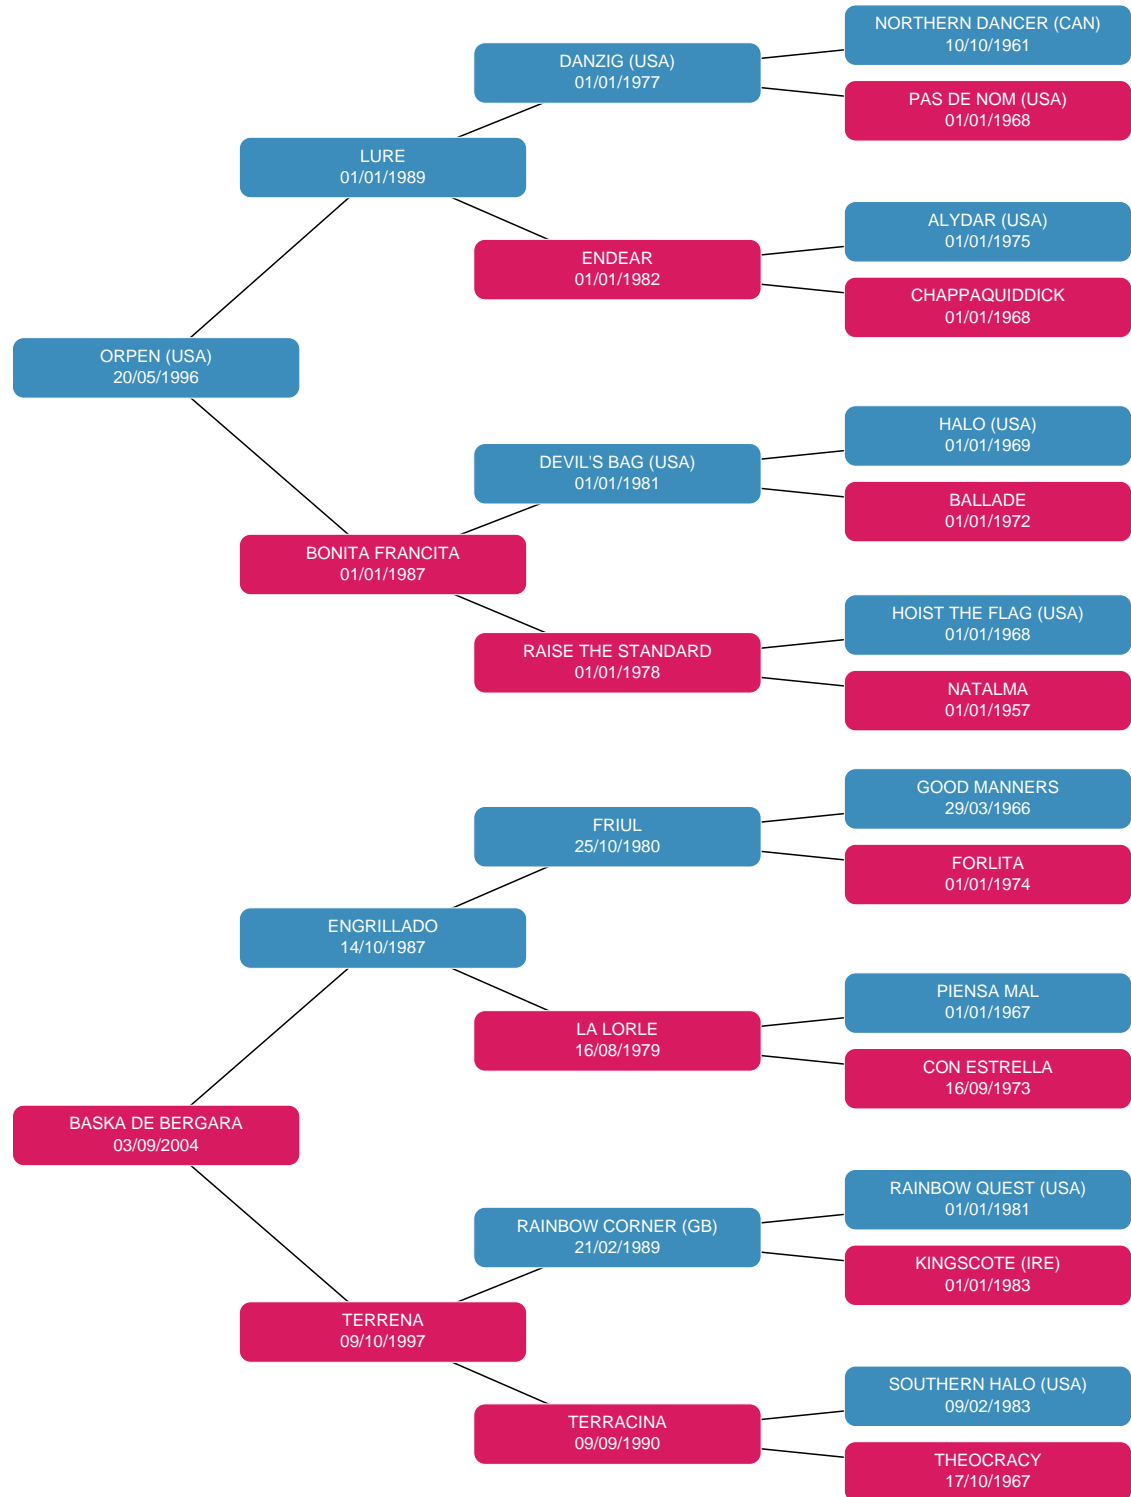 NORTHERN DANCER (CAN)
10/10/1961
DANZIG (USA)
01/01/1977
PAS DE NOM (USA)
01/01/1968
LURE
01/01/1989
ALYDAR (USA)
01/01/1975
ENDEAR
01/01/1982
CHAPPAQUIDDICK
01/01/1968
ORPEN (USA)
20/05/1996
HALO (USA)
01/01/1969
DEVIL'S BAG (USA)
01/01/1981
BALLADE
01/01/1972
BONITA FRANCITA
01/01/1987
HOIST THE FLAG (USA)
01/01/1968
RAISE THE STANDARD
01/01/1978
NATALMA
01/01/1957
GOOD MANNERS
29/03/1966
FRIUL
25/10/1980
FORLITA
01/01/1974
ENGRILLADO
14/10/1987
PIENSA MAL
01/01/1967
LA LORLE
16/08/1979
CON ESTRELLA
16/09/1973
BASKA DE BERGARA
03/09/2004
RAINBOW QUEST (USA)
01/01/1981
RAINBOW CORNER (GB)
21/02/1989
KINGSCOTE (IRE)
01/01/1983
TERRENA
09/10/1997
SOUTHERN HALO (USA)
09/02/1983
TERRACINA
09/09/1990
THEOCRACY
17/10/1967